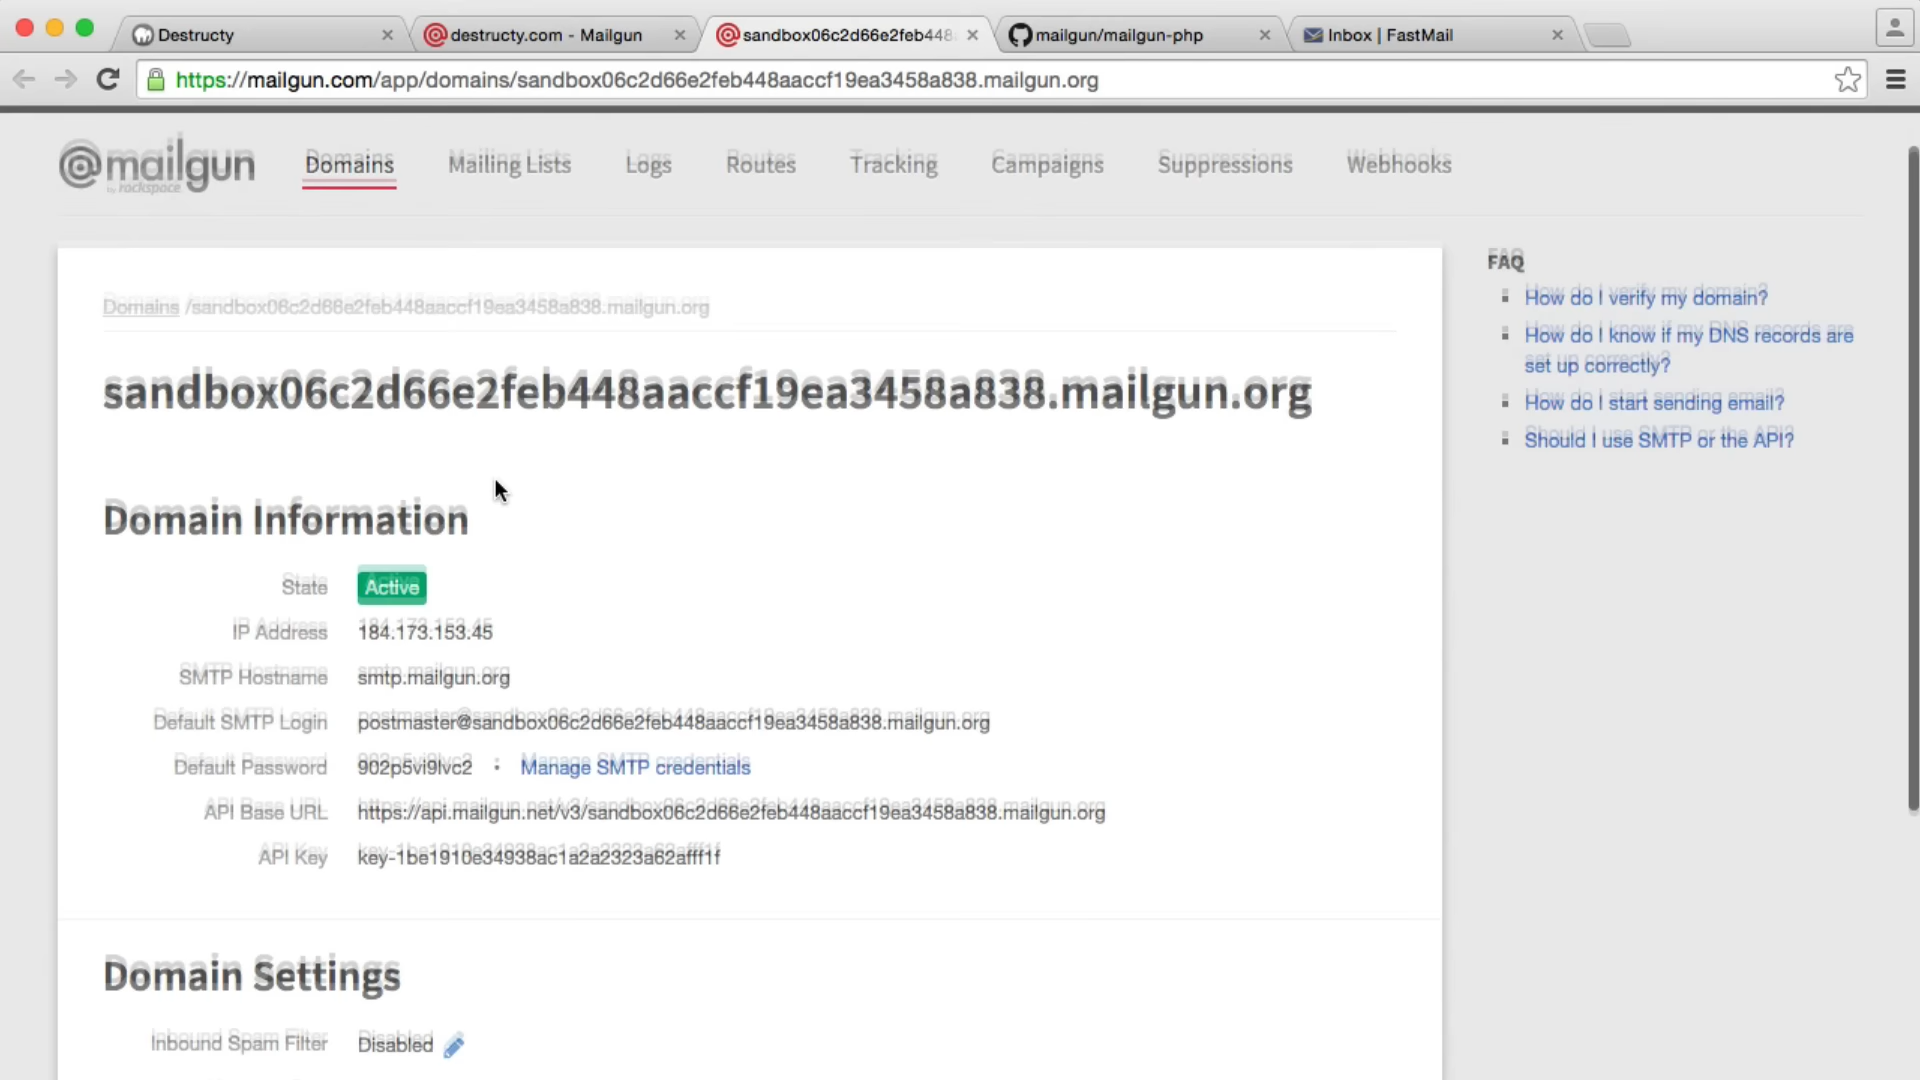 Destructy
destructy.com - Mailgun
sandbox06c2d66e2feb448
mailgun/mailgun-php
Inbox | FastMail
https://mailgun.com/app/domains/sandbox06c2d66e2feb448aaccf19ea3458a838.mailgun.org
@mailgun
by rackspace
Domains
Mailing Lists
Logs
Routes
Tracking
Campaigns
Suppressions
Webhooks
Domains /sandbox06c2d66e2feb448aaccf19ea3458a838.mailgun.org
sandbox06c2d66e2feb448aaccf19ea3458a838.mailgun.org
Domain Information
State Active
IP Address 184.173.153.45
SMTP Hostname smtp.mailgun.org
Default SMTP Login postmaster@sandbox06c2d66e2feb448aaccf19ea3458a838.mailgun.org
Default Password 902p5vi9lvc2 • Manage SMTP credentials
API Base URL https://api.mailgun.net/v3/sandbox06c2d66e2feb448aaccf19ea3458a838.mailgun.org
API Key key-1be1910e34938ac1a2a2323a62afff1f
Domain Settings
Inbound Spam Filter Disabled
FAQ
How do I verify my domain?
How do I know if my DNS records are
set up correctly?
How do I start sending email?
Should I use SMTP or the API?